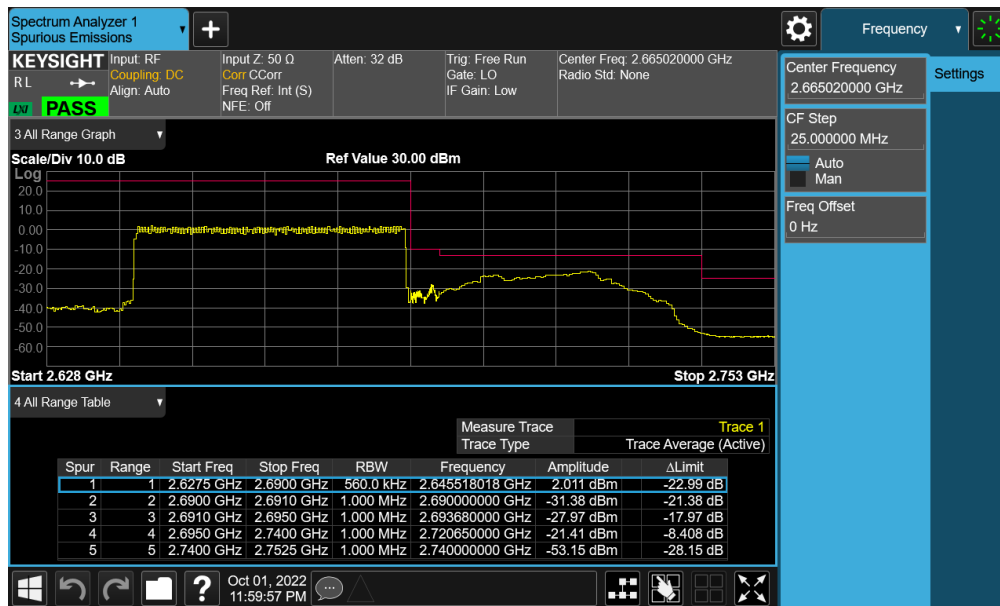 Spectrum Analyzer 1
Spurious Emissions
Frequency
KEYSIGHT
Input: RF
Input Z: 50 Ω
Atten: 32 dB
Trig: Free Run
Center Freq: 2.665020000 GHz
R L
Coupling: DC
Corr CCorr
Gate: LO
Radio Std: None
Align: Auto
Freq Ref: Int (S)
IF Gain: Low
LXI
PASS
NFE: Off
Center Frequency
2.665020000 GHz
Settings
CF Step
25.000000 MHz
Auto
Man
Freq Offset
0 Hz
3 All Range Graph
Scale/Div 10.0 dB
Ref Value 30.00 dBm
Log
20.0
10.0
0.00
-10.0
-20.0
-30.0
-40.0
-50.0
-60.0
Start 2.628 GHz
Stop 2.753 GHz
4 All Range Table
Measure Trace Trace 1
Trace Type Trace Average (Active)
Spur Range Start Freq Stop Freq RBW Frequency Amplitude ΔLimit
1 1 2.6275 GHz 2.6900 GHz 560.0 kHz 2.645518018 GHz 2.011 dBm -22.99 dB
2 2 2.6900 GHz 2.6910 GHz 1.000 MHz 2.690000000 GHz -31.38 dBm -21.38 dB
3 3 2.6910 GHz 2.6950 GHz 1.000 MHz 2.693680000 GHz -27.97 dBm -17.97 dB
4 4 2.6950 GHz 2.7400 GHz 1.000 MHz 2.720650000 GHz -21.41 dBm -8.408 dB
5 5 2.7400 GHz 2.7525 GHz 1.000 MHz 2.740000000 GHz -53.15 dBm -28.15 dB
Oct 01, 2022
11:59:57 PM